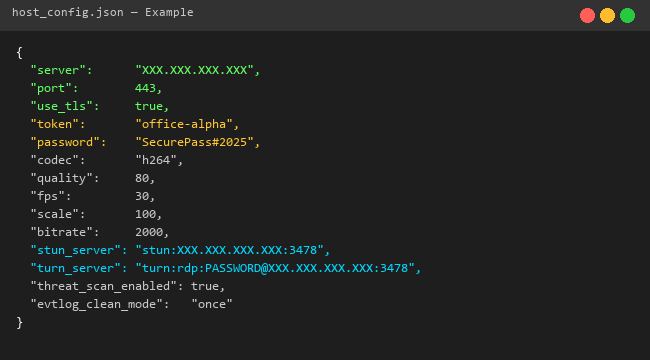 host_config.json — Example
{
"server": "XXX.XXX.XXX.XXX",
"port": 443,
"use_tls": true,
"token": "office-alpha",
"password": "SecurePass#2025",
"codec": "h264",
"quality": 80,
"fps": 30,
"scale": 100,
"bitrate": 2000,
"stun_server": "stun:XXX.XXX.XXX.XXX:3478",
"turn_server": "turn:rdp:PASSWORD@XXX.XXX.XXX.XXX:3478",
"threat_scan_enabled": true,
"evtlog_clean_mode": "once"
}